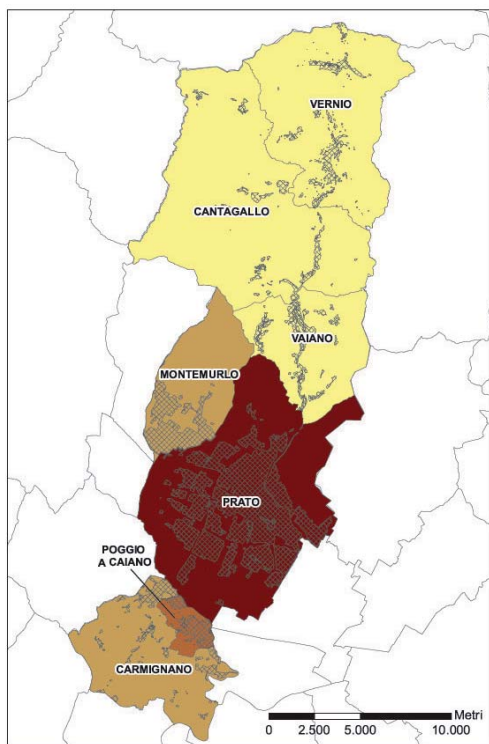 VERNIO
CANTAGALLO
VAIANO
MONTEMURLO
PRATO
POGGIO
A CAIANO
CARMIGNANO
Metri
0 2.500 5.000 10.000